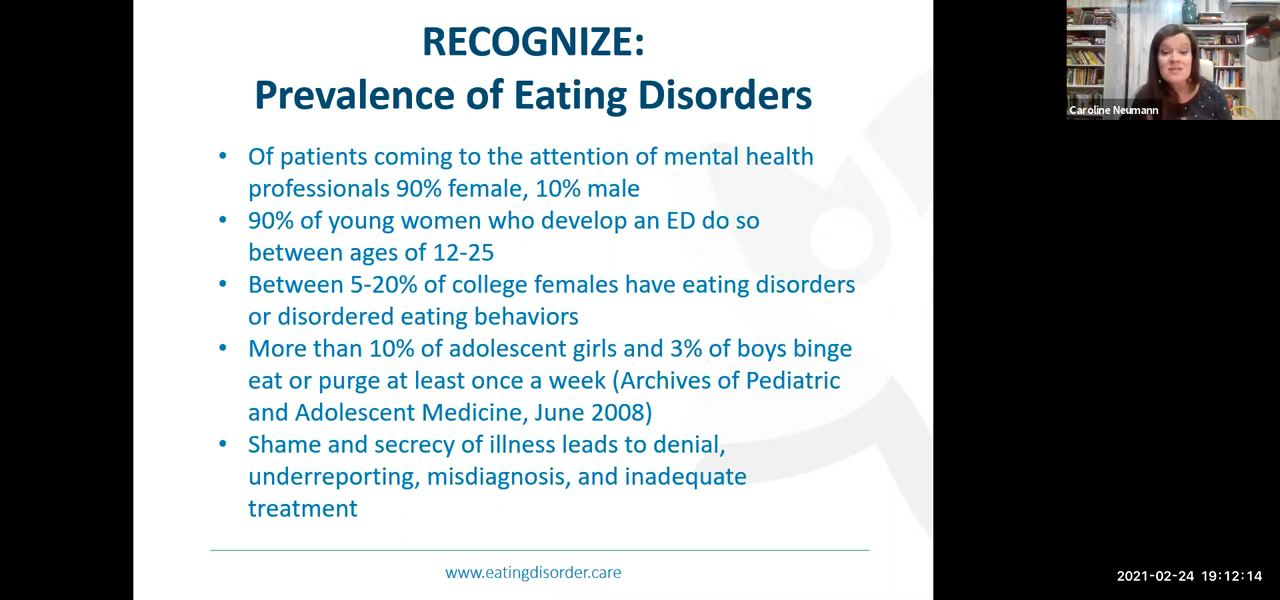 RECOGNIZE:
Prevalence of Eating Disorders
• Of patients coming to the attention of mental health
professionals 90% female, 10% male
• 90% of young women who develop an ED do so
between ages of 12-25
• Between 5-20% of college females have eating disorders
or disordered eating behaviors
• More than 10% of adolescent girls and 3% of boys binge
eat or purge at least once a week (Archives of Pediatric
and Adolescent Medicine, June 2008)
• Shame and secrecy of illness leads to denial,
underreporting, misdiagnosis, and inadequate
treatment
www.eatingdisorder.care
Caroline Neumann
2021-02-24 19:12:14